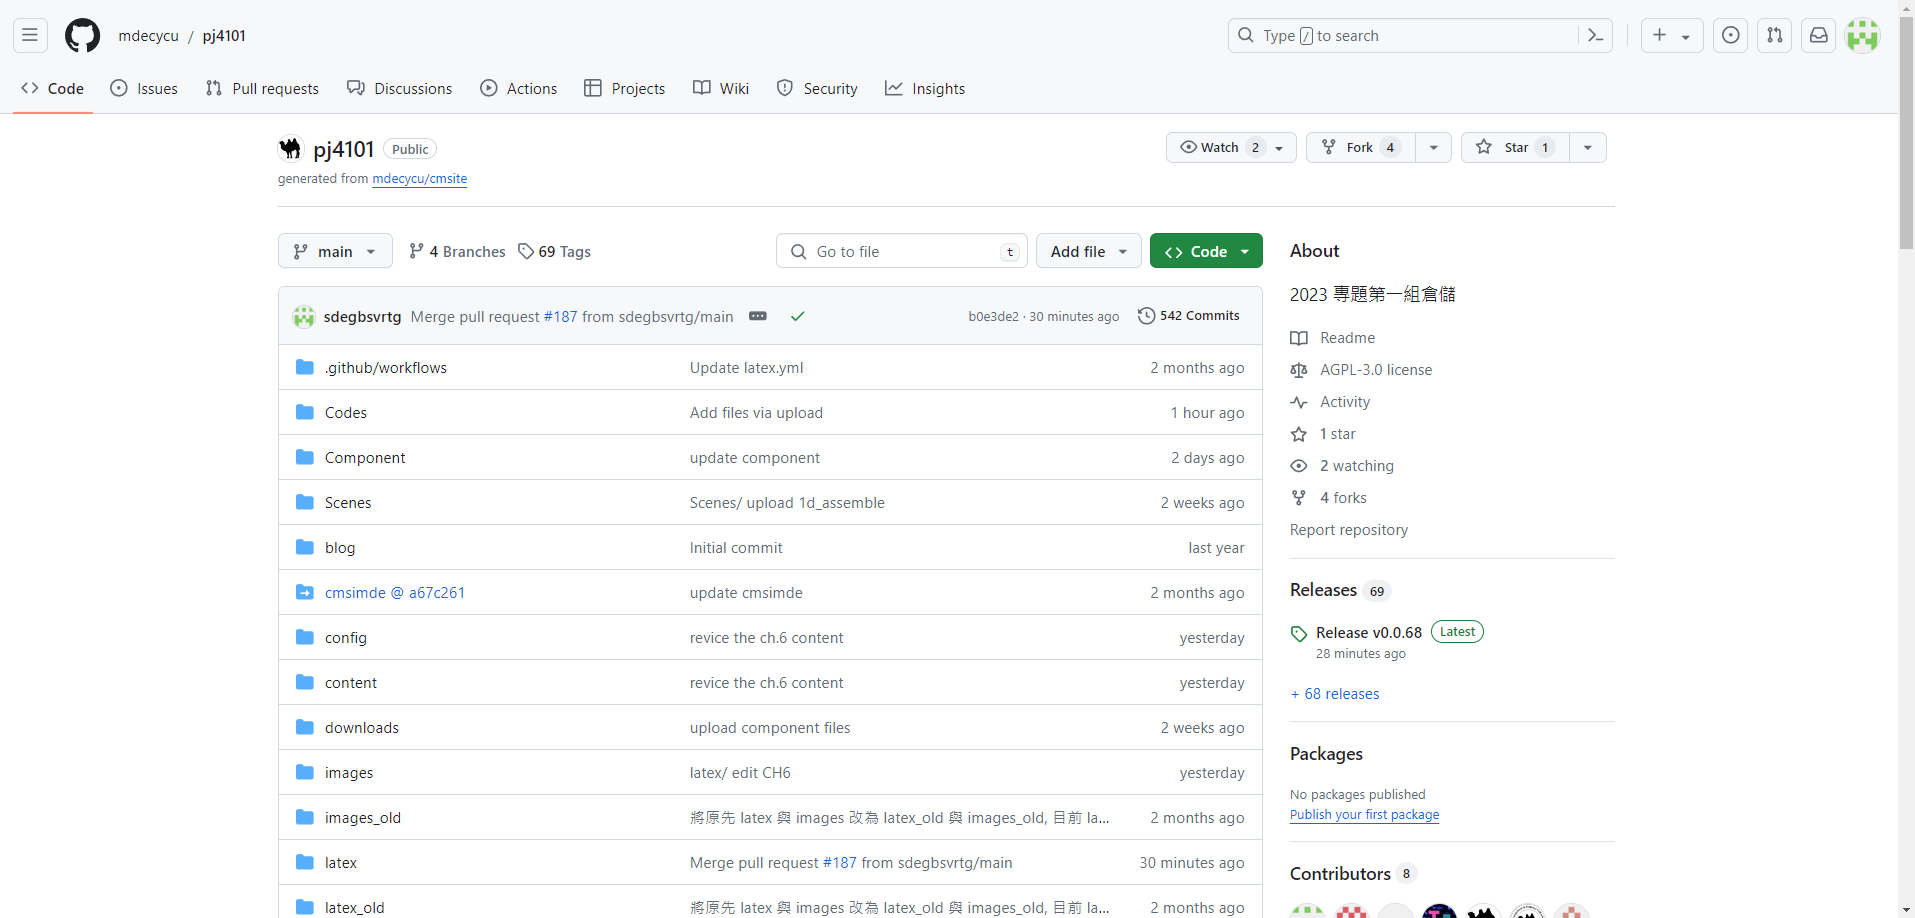 mdecycu / pj4101
Type / to search
Code
Issues
Pull requests
Discussions
Actions
Projects
Wiki
Security
Insights
pj4101 Public
generated from mdecycu/cmsite
Watch 2
Fork 4
Star 1
main
4 Branches
69 Tags
Go to file t
Add file
Code
sdegbsvrtg Merge pull request #187 from sdegbsvrtg/main
b0e3de2 · 30 minutes ago
542 Commits
.github/workflows Update latex.yml 2 months ago
Codes Add files via upload 1 hour ago
Component update component 2 days ago
Scenes Scenes/ upload 1d_assemble 2 weeks ago
blog Initial commit last year
cmsimde @ a67c261 update cmsimde 2 months ago
config revice the ch.6 content yesterday
content revice the ch.6 content yesterday
downloads upload component files 2 weeks ago
images latex/ edit CH6 yesterday
images_old 將原先 latex 與 images 改為 latex_old 與 images_old, 目前 la... 2 months ago
latex Merge pull request #187 from sdegbsvrtg/main 30 minutes ago
latex_old 將原先 latex 與 images 改為 latex_old 與 images_old, 目前 la... 2 months ago
About
2023 專題第一組倉儲
Readme
AGPL-3.0 license
Activity
1 star
2 watching
4 forks
Report repository
Releases 69
Release v0.0.68 Latest
28 minutes ago
+ 68 releases
Packages
No packages published
Publish your first package
Contributors 8